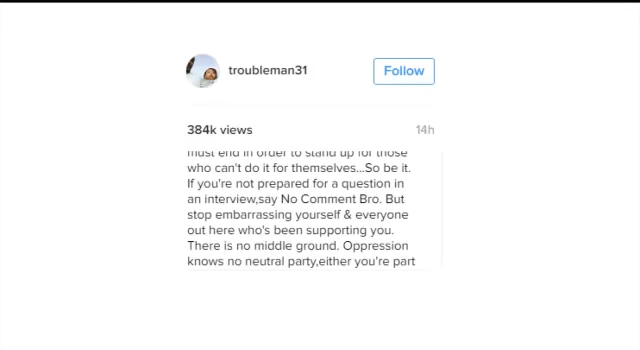 troubleman31
Follow
384k views
14h
must end in order to stand up for those
who can't do it for themselves...So be it.
If you're not prepared for a question in
an interview,say No Comment Bro. But
stop embarrassing yourself & everyone
out here who's been supporting you.
There is no middle ground. Oppression
knows no neutral party,either you're part